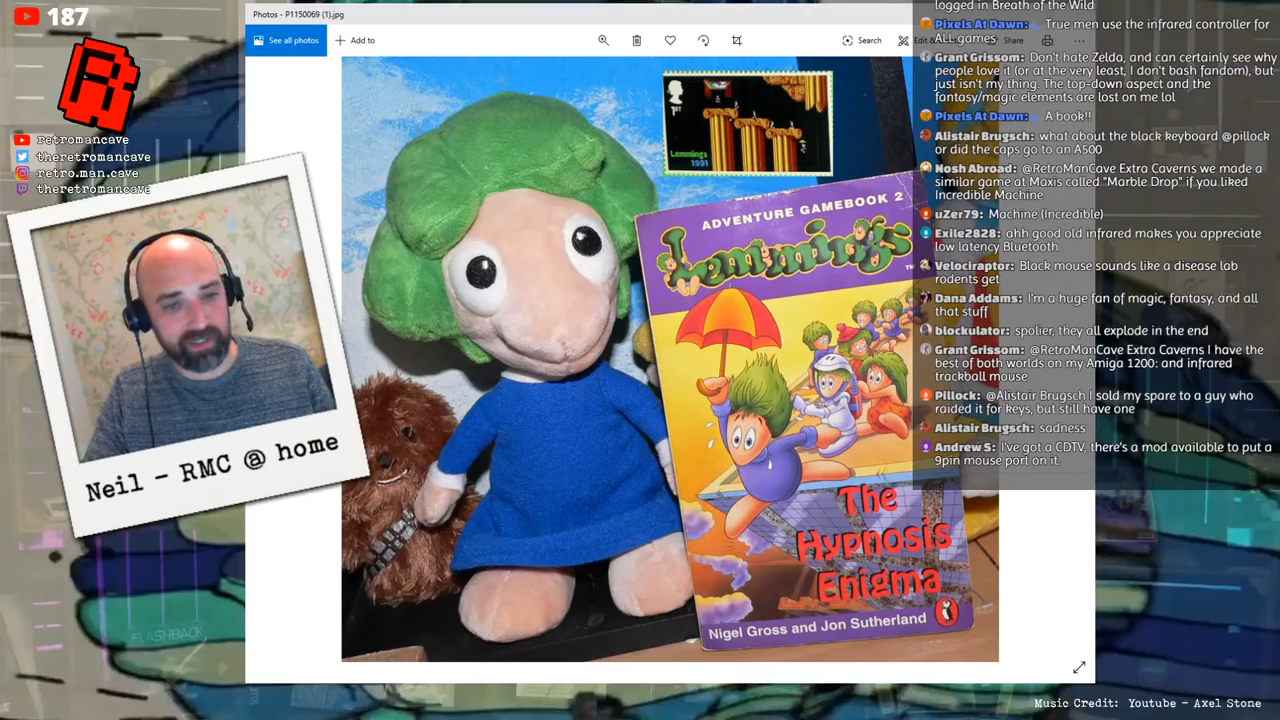 187
retromancave
theretromancave
retro.man.cave
theretromancave
Neil - RMC @ home
FLASHBACK
Photos - P1150069 (1).jpg
See all photos
Add to
Search
Share
1ST
Lemmings
1991
ADVENTURE GAMEBOOK 2
Lemmings
The
Hypnosis
Enigma
Nigel Gross and Jon Sutherland
logged in Breath of the Wild
Pixels At Dawn: True men use the infrared controller for
ALL games
Grant Grissom: Don't hate Zelda, and can certainly see why
people love it (or at the very least, I don't bash fandom), but
just isn't my thing. The top-down aspect and the
fantasy/magic elements are lost on me lol
Pixels At Dawn: A book!!
Alistair Brugsch: what about the black keyboard @pillock
or did the caps go to an A500
Nosh Abroad: @RetroManCave Extra Caverns we made a
similar game at Maxis called "Marble Drop" if you liked
Incredible Machine
uZer79: Machine (Incredible)
Exile2828: ahh good old infrared makes you appreciate
low latency Bluetooth
Velociraptor: Black mouse sounds like a disease lab
rodents get
Dana Addams: I'm a huge fan of magic, fantasy, and all
that stuff
blockulator: spolier, they all explode in the end
Grant Grissom: @RetroManCave Extra Caverns I have the
best of both worlds on my Amiga 1200: and infrared
trackball mouse
Pillock: @Alistair Brugsch I sold my spare to a guy who
raided it for keys, but still have one
Alistair Brugsch: sadness
Andrew S: I've got a CDTV, there's a mod available to put a
9pin mouse port on it.
Music Credit: Youtube - Axel Stone